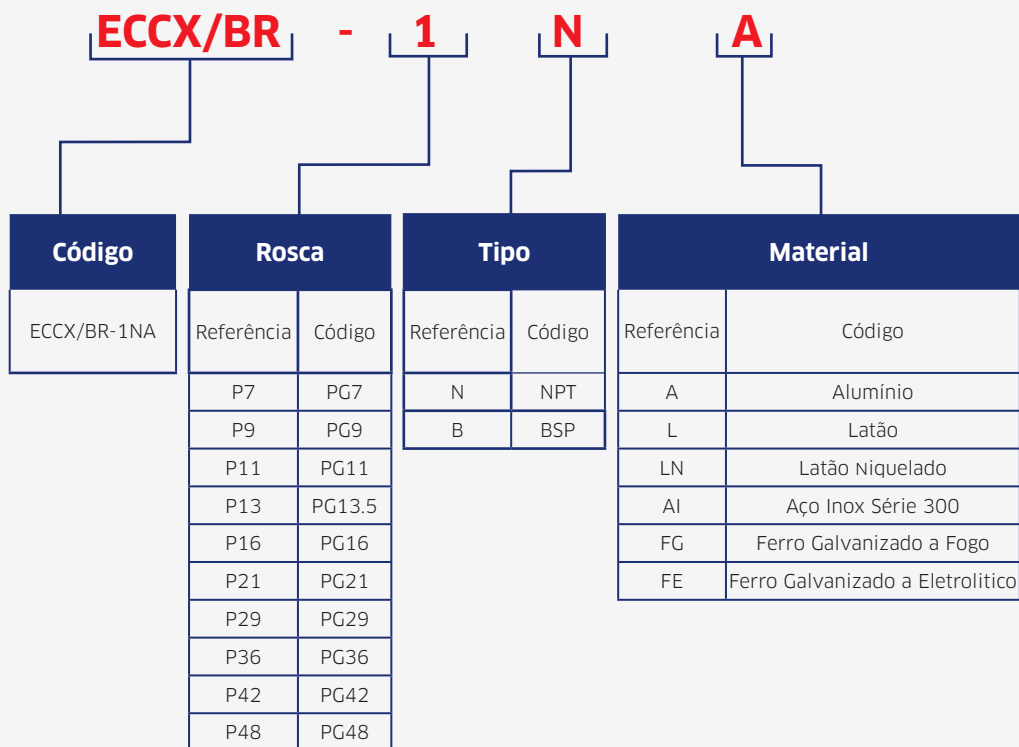 ECCX/BR - 1 N A
Código Rosca Tipo Material
ECCX/BR-1NA Referência Código Referência Código Referência Código
P7 PG7 N NPT A Alumínio
P9 PG9 B BSP L Latão
P11 PG11 LN Latão Niquelado
P13 PG13.5 AI Aço Inox Série 300
P16 PG16 FG Ferro Galvanizado a Fogo
P21 PG21 FE Ferro Galvanizado a Eletrolitico
P29 PG29
P36 PG36
P42 PG42
P48 PG48